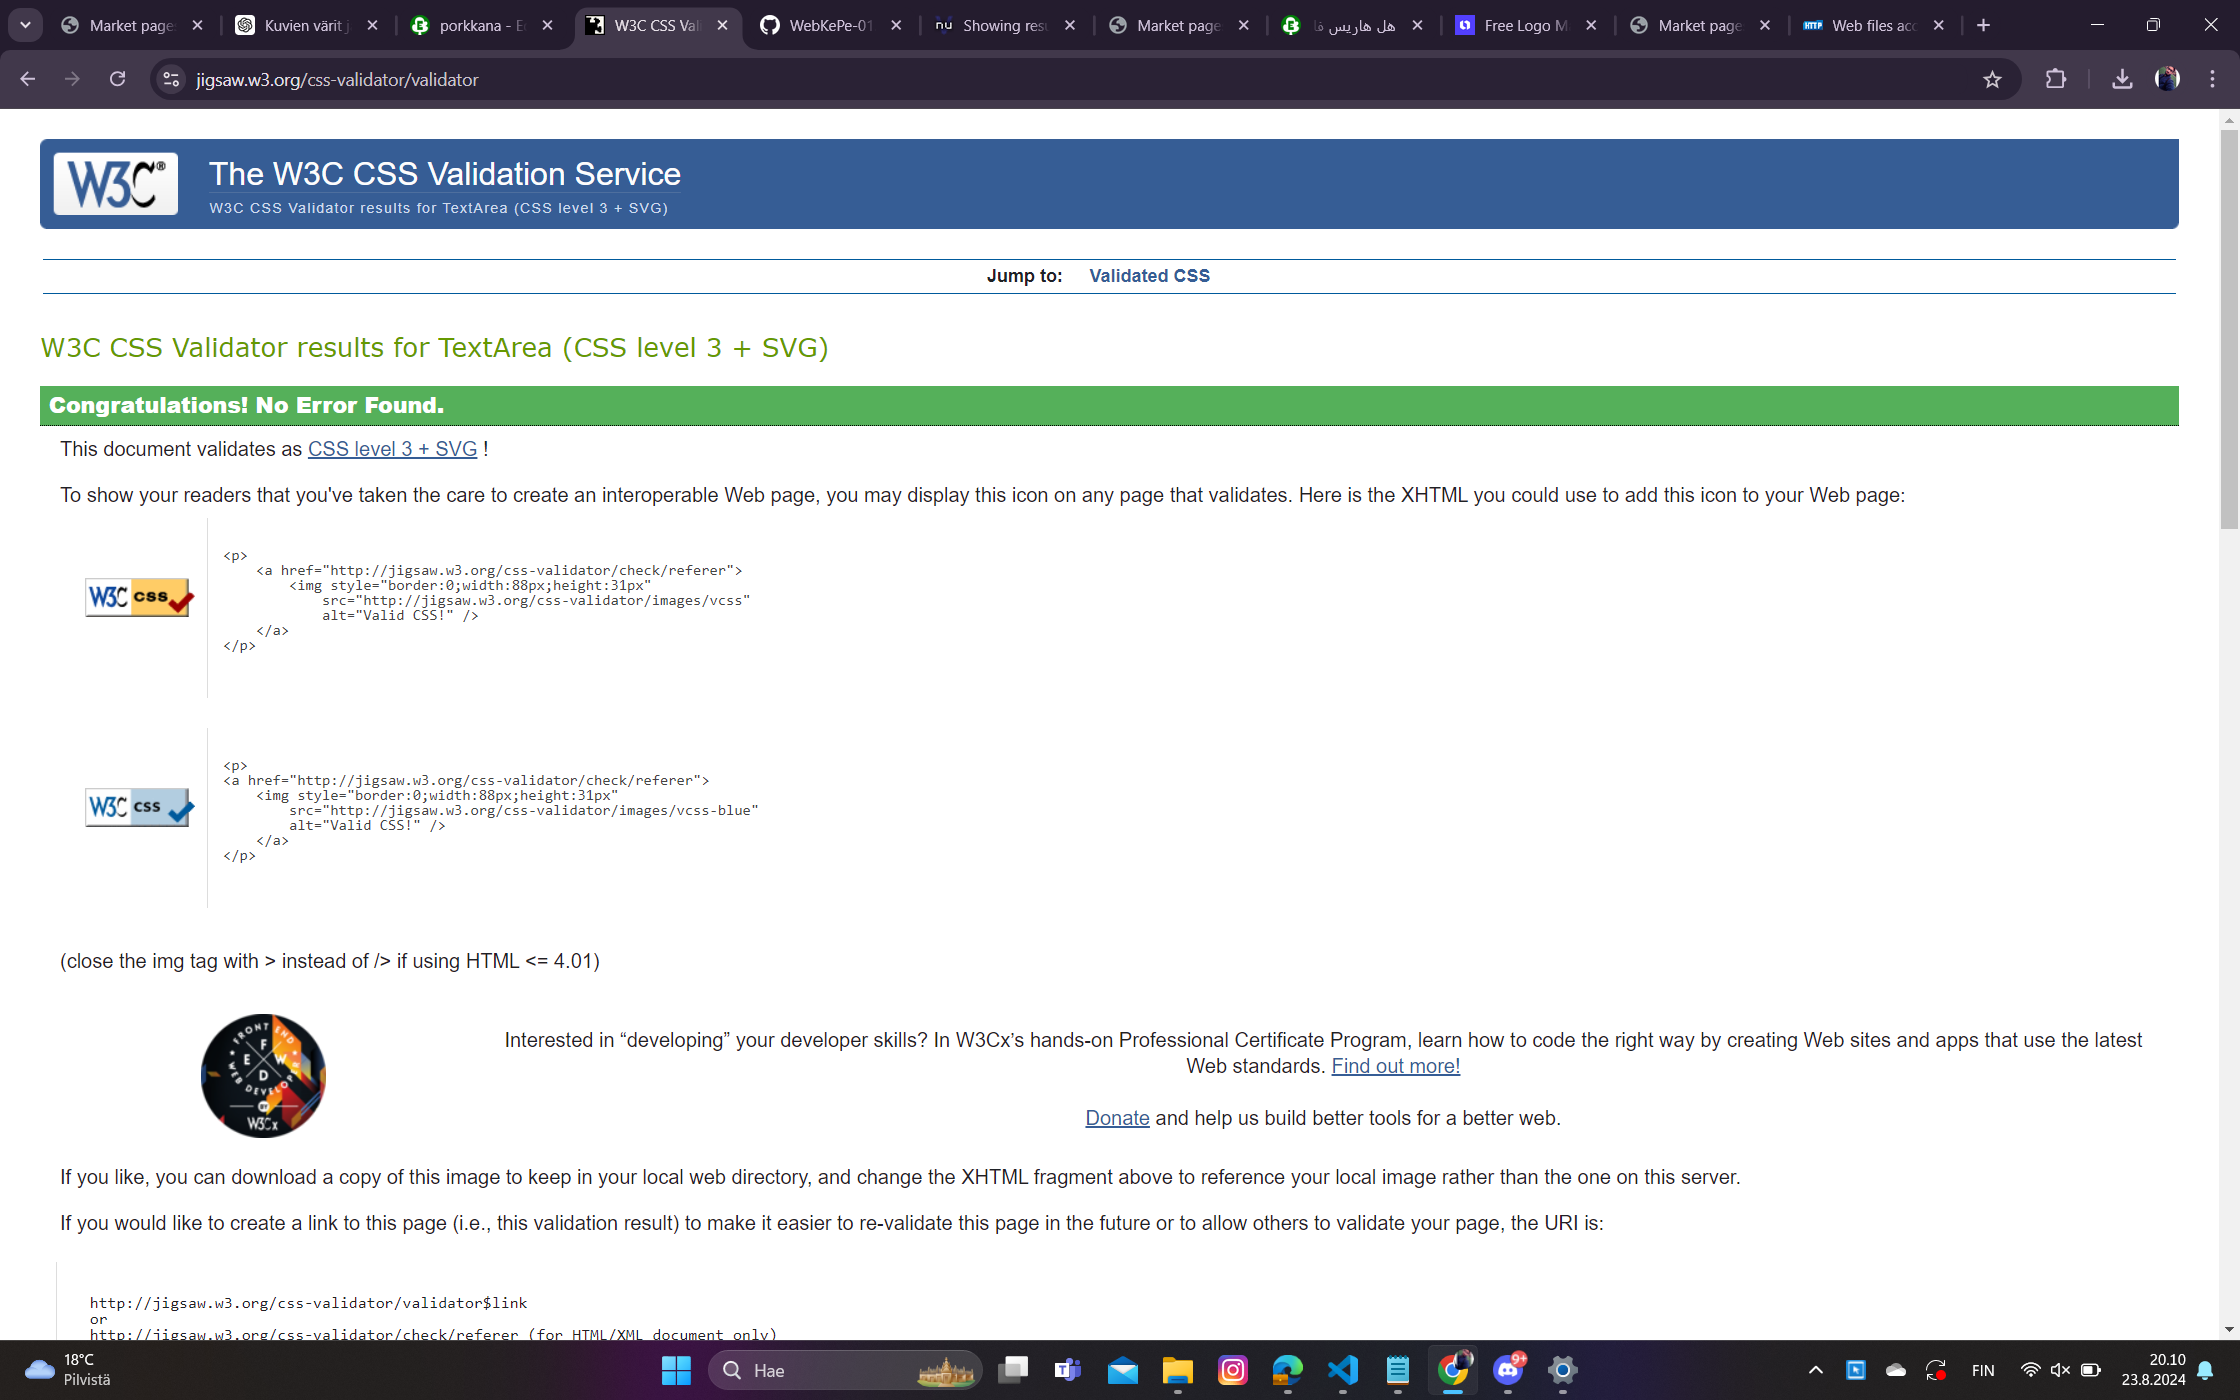 Market page
Kuvien värit j
porkkana - E
W3C CSS Vali
WebKePe-01
Showing resu
Market page
هل هاريس قا
Free Logo M
Market page
Web files acc
jigsaw.w3.org/css-validator/validator
W3C®
The W3C CSS Validation Service
W3C CSS Validator results for TextArea (CSS level 3 + SVG)
Jump to: Validated CSS
W3C CSS Validator results for TextArea (CSS level 3 + SVG)
Congratulations! No Error Found.
This document validates as CSS level 3 + SVG !
To show your readers that you've taken the care to create an interoperable Web page, you may display this icon on any page that validates. Here is the XHTML you could use to add this icon to your Web page:
W3C css
<p>
<a href="http://jigsaw.w3.org/css-validator/check/referer">
<img style="border:0;width:88px;height:31px"
src="http://jigsaw.w3.org/css-validator/images/vcss"
alt="Valid CSS!" />
</a>
</p>
W3C css
<p>
<a href="http://jigsaw.w3.org/css-validator/check/referer">
<img style="border:0;width:88px;height:31px"
src="http://jigsaw.w3.org/css-validator/images/vcss-blue"
alt="Valid CSS!" />
</a>
</p>
(close the img tag with > instead of /> if using HTML <= 4.01)
FRONT END
F E W D
WEB DEVELOPER
BY
W3Cx
Interested in “developing” your developer skills? In W3Cx’s hands-on Professional Certificate Program, learn how to code the right way by creating Web sites and apps that use the latest
Web standards. Find out more!
Donate and help us build better tools for a better web.
If you like, you can download a copy of this image to keep in your local web directory, and change the XHTML fragment above to reference your local image rather than the one on this server.
If you would like to create a link to this page (i.e., this validation result) to make it easier to re-validate this page in the future or to allow others to validate your page, the URI is:
http://jigsaw.w3.org/css-validator/validator$link
or
http://jigsaw.w3.org/css-validator/check/referer (for HTML/XML document only)
18°C
Pilvistä
Hae
9+
FIN
20.10
23.8.2024